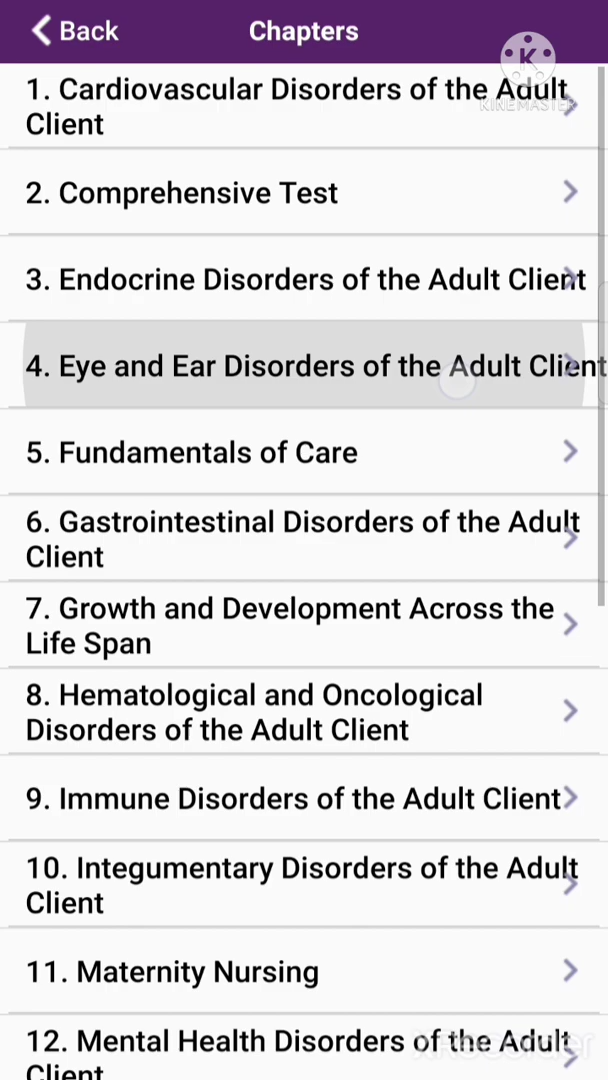 Back
Chapters
K
KINEMASTER
1. Cardiovascular Disorders of the Adult
Client
2. Comprehensive Test
3. Endocrine Disorders of the Adult Client
4. Eye and Ear Disorders of the Adult Client
5. Fundamentals of Care
6. Gastrointestinal Disorders of the Adult
Client
7. Growth and Development Across the
Life Span
8. Hematological and Oncological
Disorders of the Adult Client
9. Immune Disorders of the Adult Client
10. Integumentary Disorders of the Adult
Client
11. Maternity Nursing
12. Mental Health Disorders of the Adult
Client
XRecorder